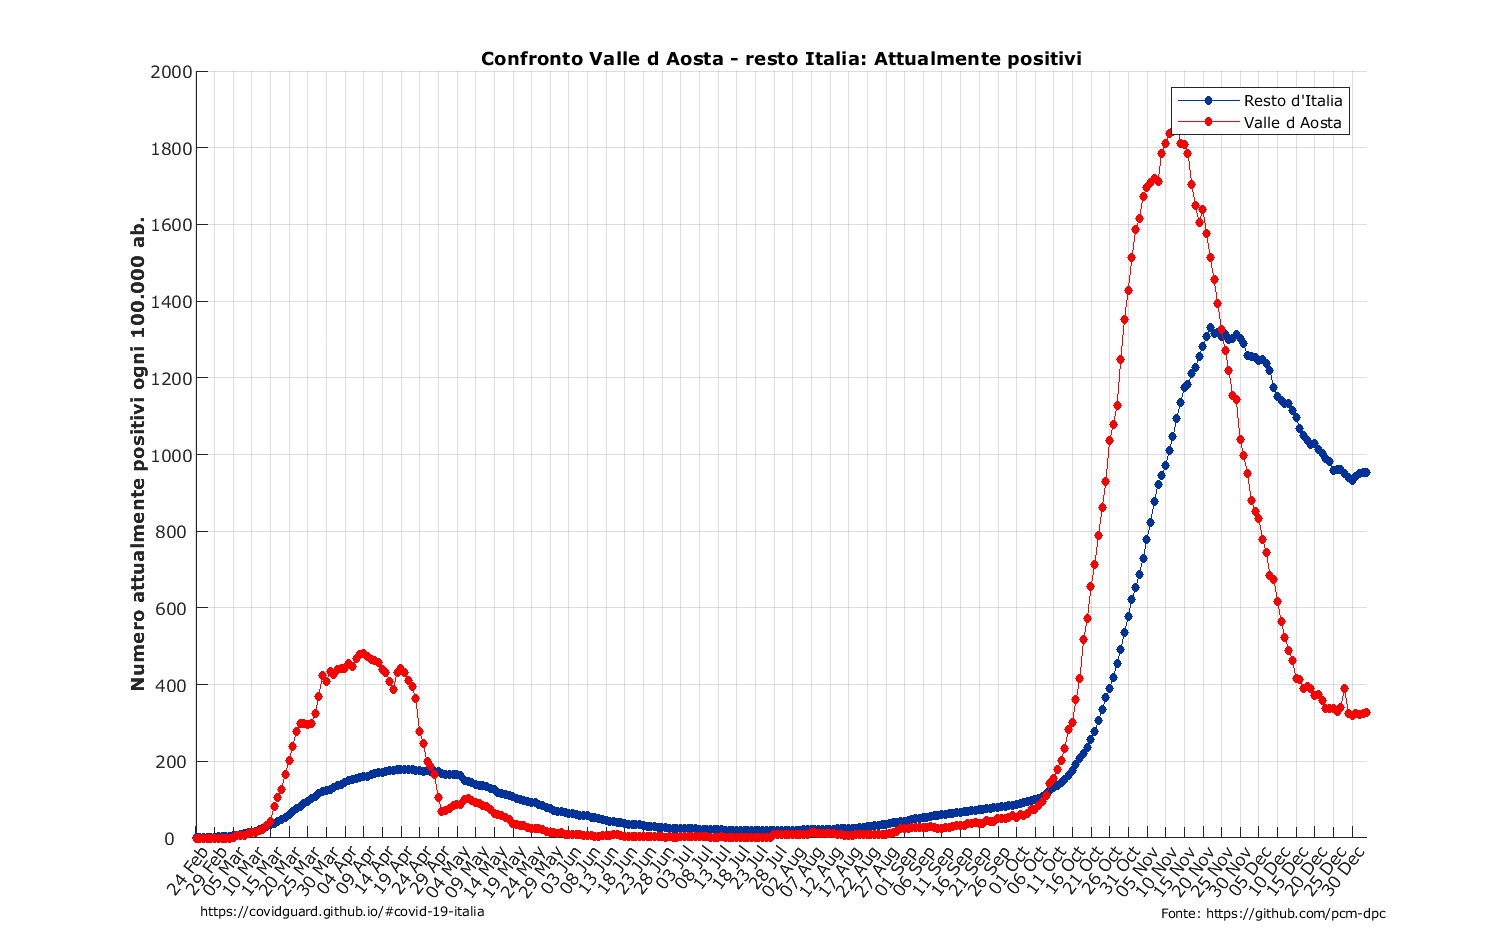 Confronto Valle d Aosta - resto Italia: Attualmente positivi
Numero attualmente positivi ogni 100.000 ab.
2000
1800
1600
1400
1200
1000
800
600
400
200
0
Resto d'Italia
Valle d Aosta
24 Feb
29 Feb
05 Mar
10 Mar
15 Mar
20 Mar
25 Mar
30 Mar
04 Apr
09 Apr
14 Apr
19 Apr
24 Apr
29 Apr
04 May
09 May
14 May
19 May
24 May
29 May
03 Jun
08 Jun
13 Jun
18 Jun
23 Jun
28 Jun
03 Jul
08 Jul
13 Jul
18 Jul
23 Jul
28 Jul
02 Aug
07 Aug
12 Aug
17 Aug
22 Aug
27 Aug
01 Sep
06 Sep
11 Sep
16 Sep
21 Sep
26 Sep
01 Oct
06 Oct
11 Oct
16 Oct
21 Oct
26 Oct
31 Oct
05 Nov
10 Nov
15 Nov
20 Nov
25 Nov
30 Nov
05 Dec
10 Dec
15 Dec
20 Dec
25 Dec
30 Dec
https://covidguard.github.io/#covid-19-italia
Fonte: https://github.com/pcm-dpc